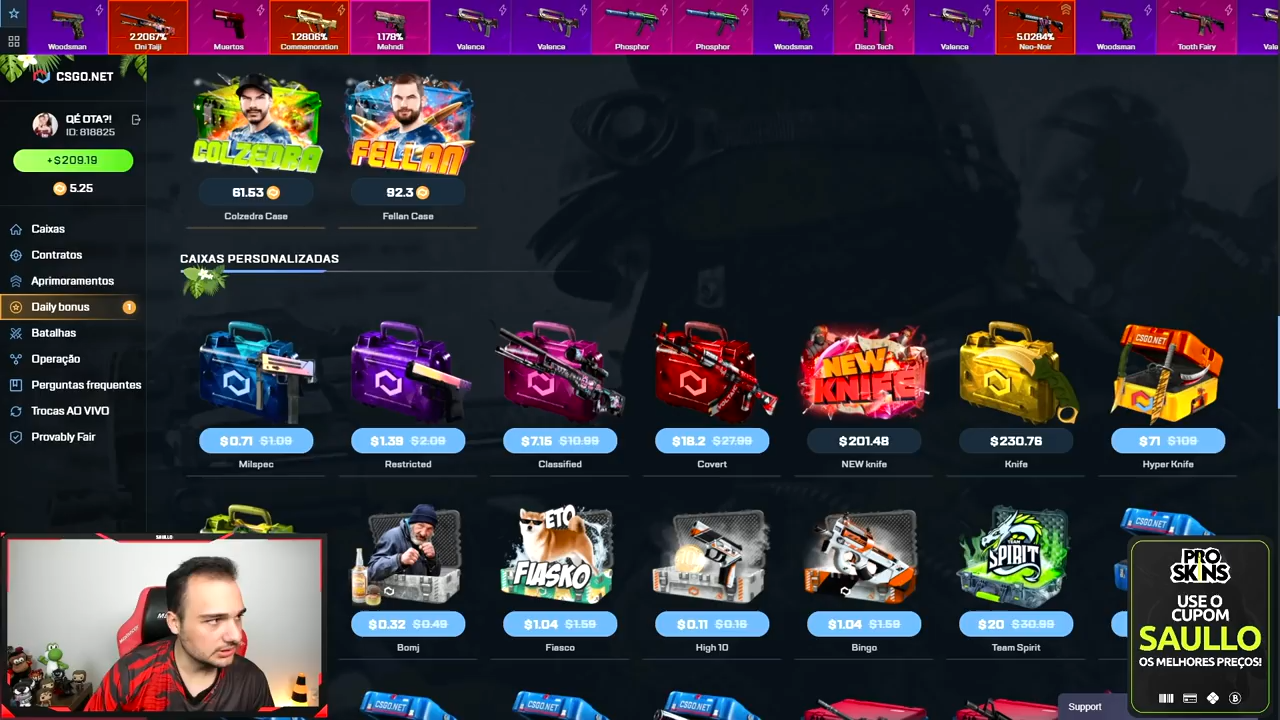 Woodsman
2.2067%
Oni Taiji
Muertos
1.2806%
Commemoration
1.178%
Mehndi
Valence
Valence
Phosphor
Phosphor
Woodsman
Disco Tech
Valence
5.0284%
Neo-Noir
Woodsman
Tooth Fairy
Vale
CSGO.NET
QÉ OTA?!
ID: 818825
+$209.19
5.25
Caixas
Contratos
Aprimoramentos
Daily bonus 1
Batalhas
Operação
Perguntas frequentes
Trocas AO VIVO
Provably Fair
COLZEDRA
FELLAN
61.53
92.3
Colzedra Case
Fellan Case
CAIXAS PERSONALIZADAS
NEW
KNIFE
CSGO.NET
$0.71 $1.09
$1.39 $2.09
$7.15 $10.99
$18.2 $27.99
$201.48
$230.76
$71 $109
Milspec
Restricted
Classified
Covert
NEW knife
Knife
Hyper Knife
ETO
FIASKO
TEAM
SPIRIT
CSGO.NET
$0.32 $0.49
$1.04 $1.59
$0.11 $0.16
$1.04 $1.59
$20 $30.99
Bomj
Fiasco
High 10
Bingo
Team Spirit
SAULLO
PRO
SKINS
USE O
CUPOM
SAULLO
OS MELHORES PREÇOS!
Support